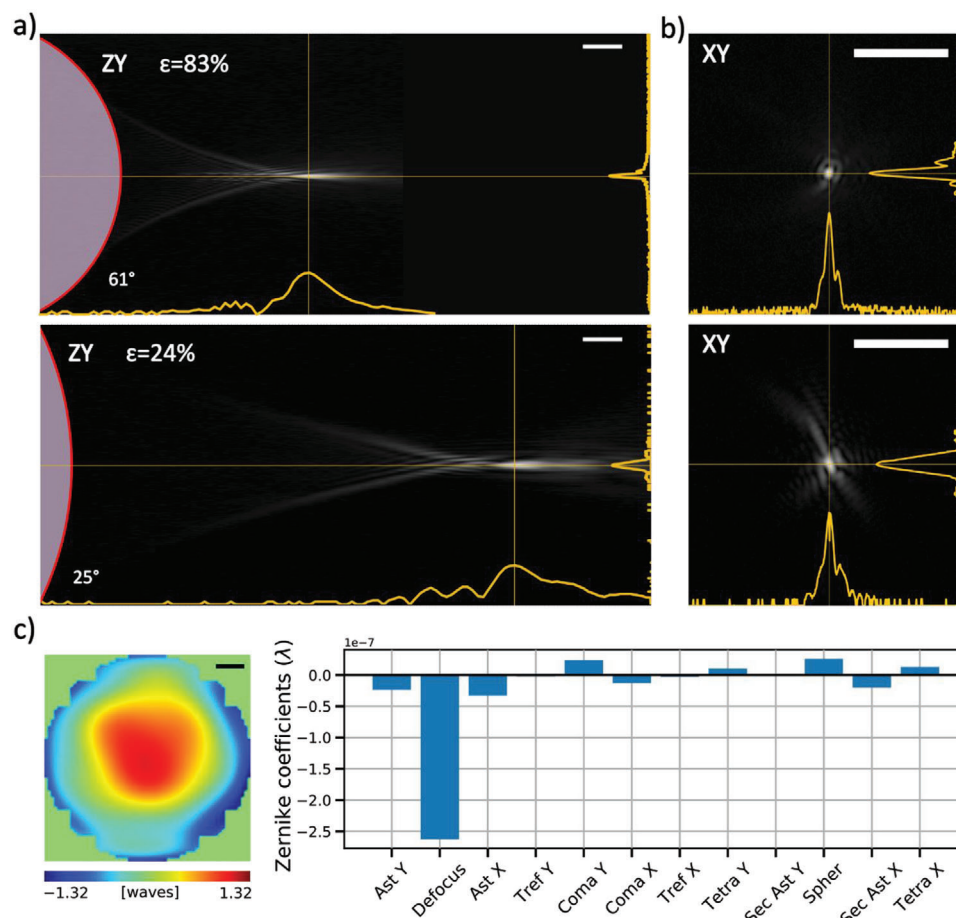 a)
b)
ZY ε=83%
XY
61°
ZY ε=24%
XY
25°
c)
1e−7
Zernike coefficients (λ)
0.0
−0.5
−1.0
−1.5
−2.0
−2.5
−1.32 [waves] 1.32
Ast Y
Defocus
Ast X
Tref Y
Coma Y
Coma X
Tref X
Tetra Y
Sec Ast Y
Spher
Sec Ast X
Tetra X